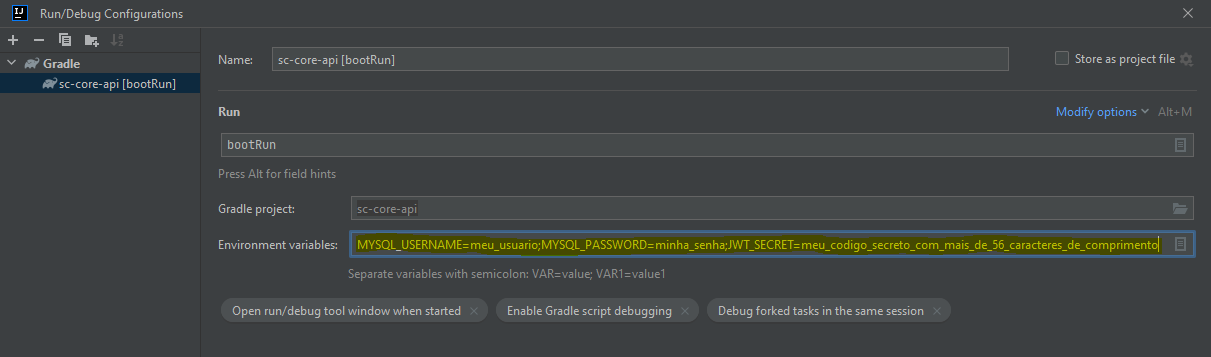 IJ Run/Debug Configurations
Gradle
sc-core-api [bootRun]
Name: sc-core-api [bootRun] Store as project file
Run Modify options Alt+M
bootRun
Press Alt for field hints
Gradle project: sc-core-api
Environment variables: MYSQL_USERNAME=meu_usuario;MYSQL_PASSWORD=minha_senha;JWT_SECRET=meu_codigo_secreto_com_mais_de_56_caracteres_de_comprimento
Separate variables with semicolon: VAR=value; VAR1=value1
Open run/debug tool window when started Enable Gradle script debugging Debug forked tasks in the same session